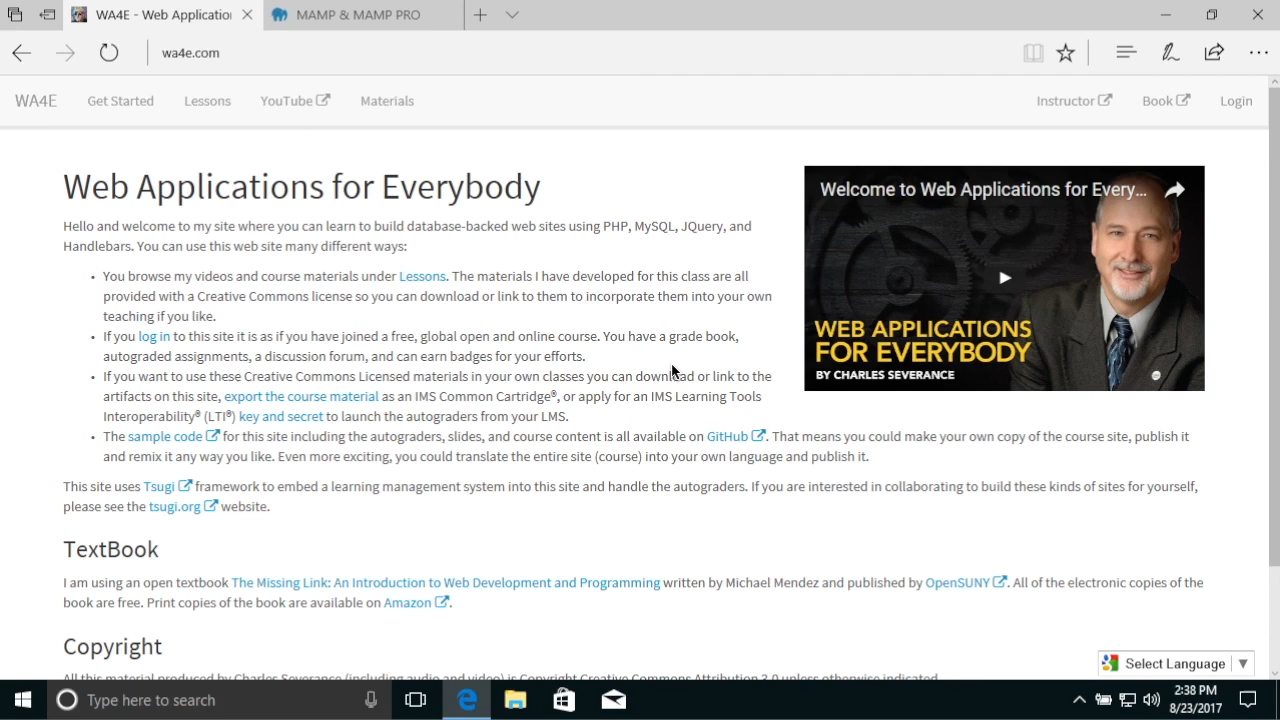 WA4E - Web Application
MAMP & MAMP PRO
wa4e.com
WA4E Get Started Lessons YouTube Materials Instructor Book Login
Web Applications for Everybody
Hello and welcome to my site where you can learn to build database-backed web sites using PHP, MySQL, JQuery, and
Handlebars. You can use this web site many different ways:
• You browse my videos and course materials under Lessons. The materials I have developed for this class are all
provided with a Creative Commons license so you can download or link to them to incorporate them into your own
teaching if you like.
• If you log in to this site it is as if you have joined a free, global open and online course. You have a grade book,
autograded assignments, a discussion forum, and can earn badges for your efforts.
• If you want to use these Creative Commons Licensed materials in your own classes you can download or link to the
artifacts on this site, export the course material as an IMS Common Cartridge®, or apply for an IMS Learning Tools
Interoperability® (LTI®) key and secret to launch the autograders from your LMS.
• The sample code for this site including the autograders, slides, and course content is all available on GitHub. That means you could make your own copy of the course site, publish it
and remix it any way you like. Even more exciting, you could translate the entire site (course) into your own language and publish it.
Welcome to Web Applications for Every...
WEB APPLICATIONS
FOR EVERYBODY
BY CHARLES SEVERANCE
This site uses Tsugi framework to embed a learning management system into this site and handle the autograders. If you are interested in collaborating to build these kinds of sites for yourself,
please see the tsugi.org website.
TextBook
I am using an open textbook The Missing Link: An Introduction to Web Development and Programming written by Michael Mendez and published by OpenSUNY. All of the electronic copies of the
book are free. Print copies of the book are available on Amazon.
Copyright
All this material produced by Charles Severance (including audio and video) is Copyright Creative Commons Attribution 3.0 unless otherwise indicated.
Select Language ▼
Type here to search
2:38 PM
8/23/2017